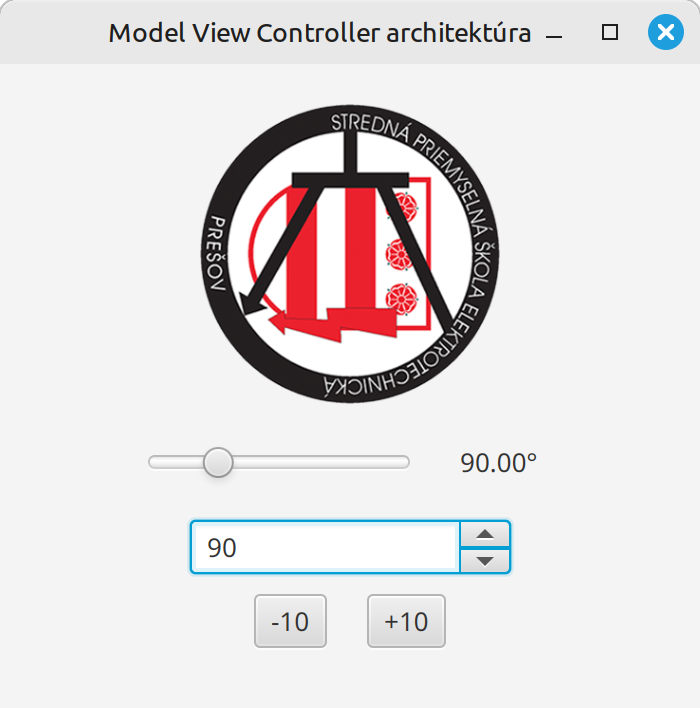 Model View Controller architektúra
STREDNÁ PRIEMYSELNÁ ŠKOLA ELEKTROTECHNICKÁ
PREŠOV
90.00°
90
-10 +10